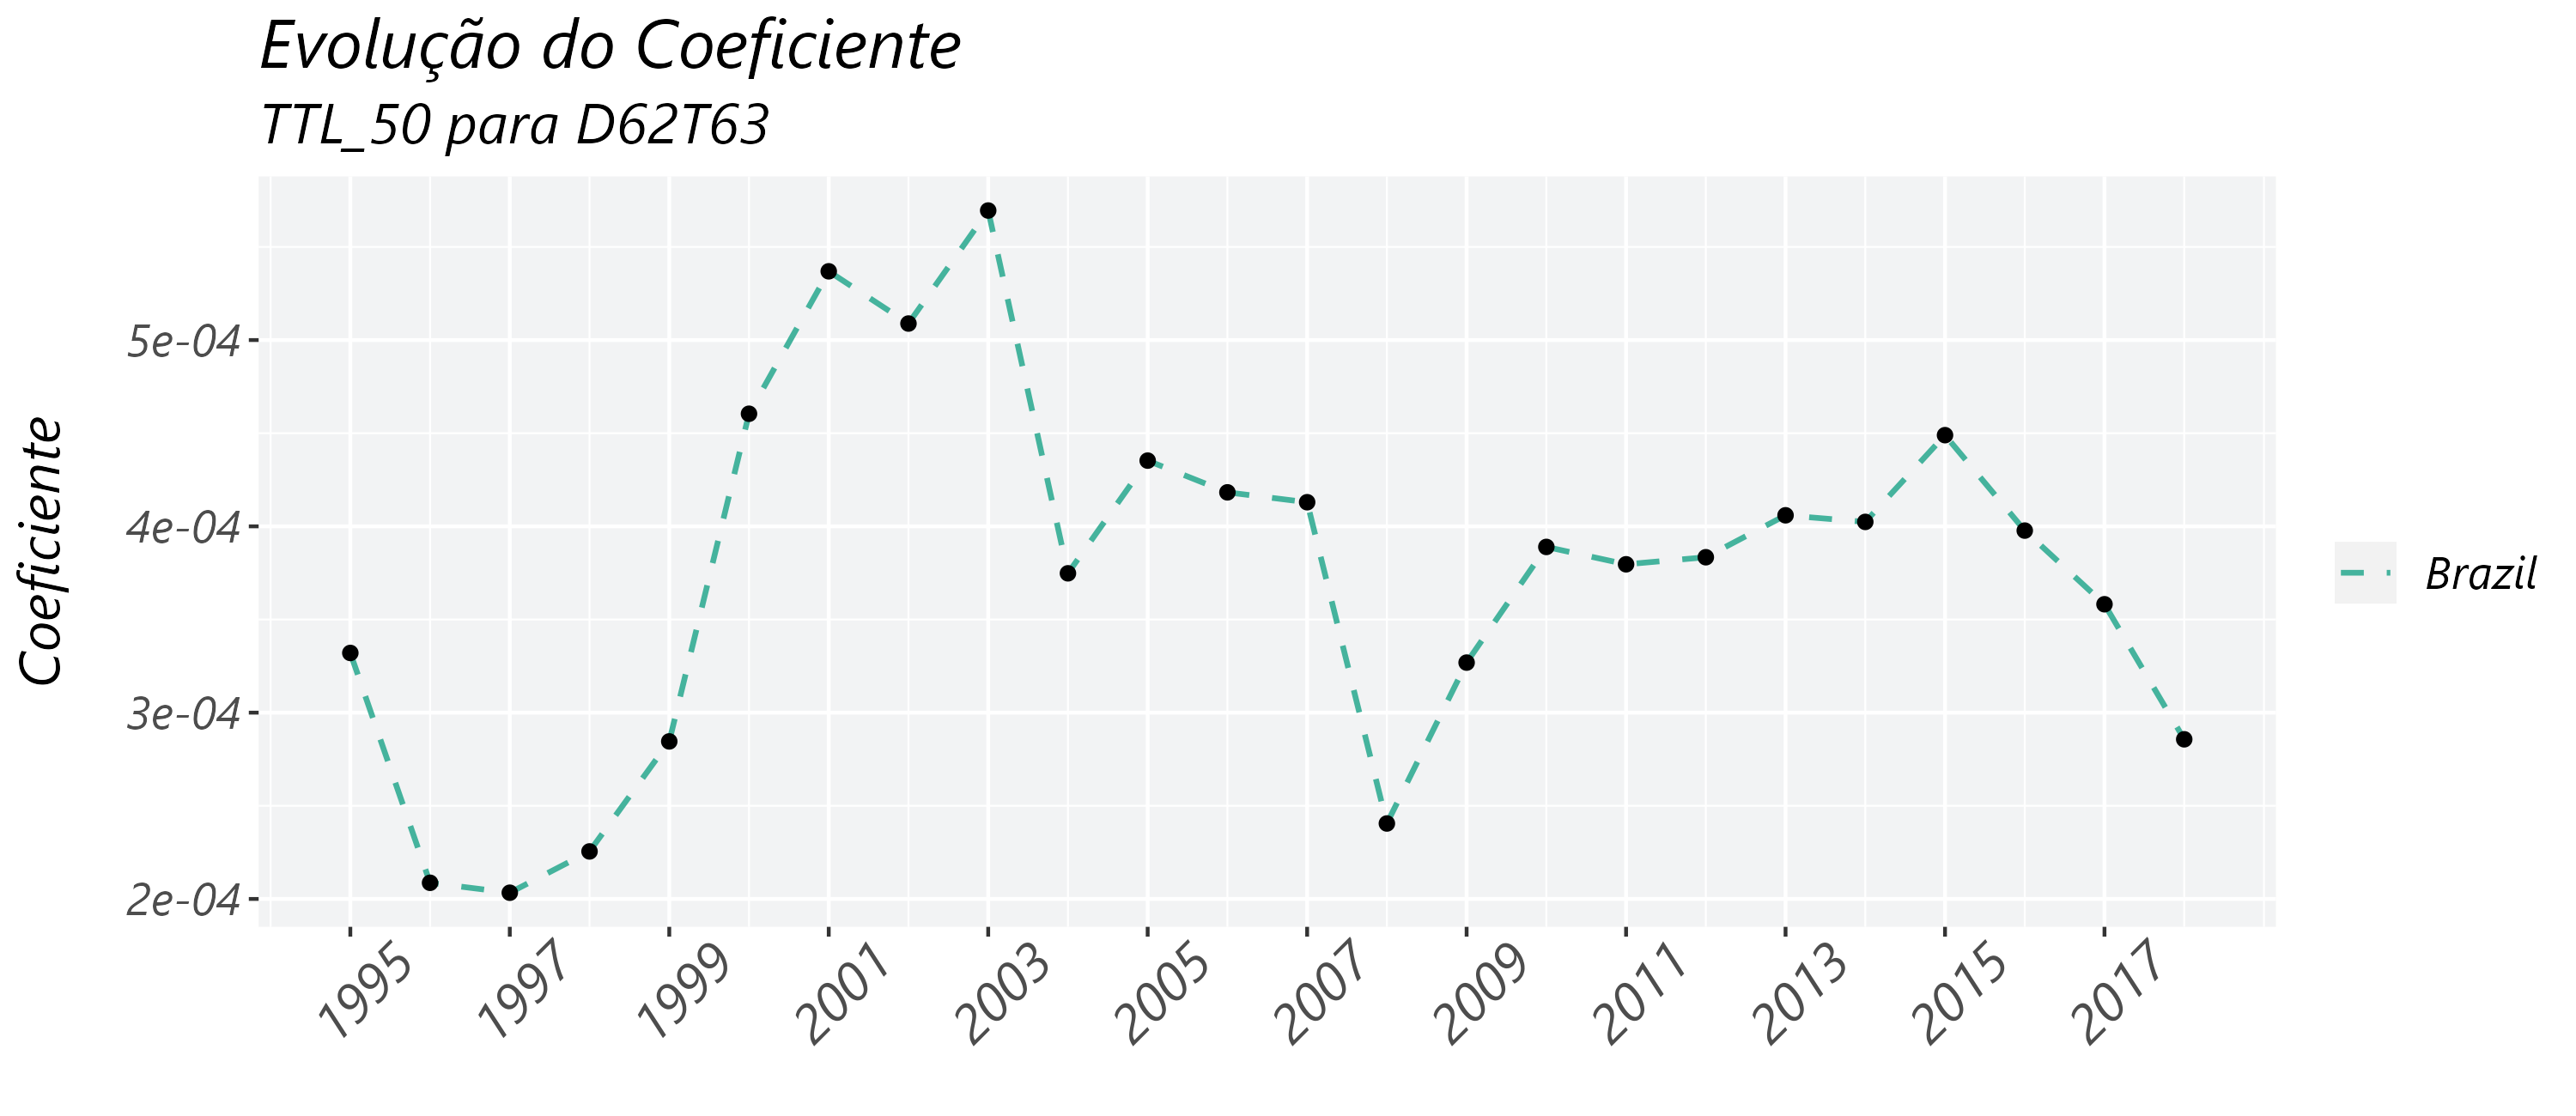 Evolução do Coeficiente
TTL_50 para D62T63
Coeficiente
5e-04
4e-04
3e-04
2e-04
1995
1997
1999
2001
2003
2005
2007
2009
2011
2013
2015
2017
Brazil